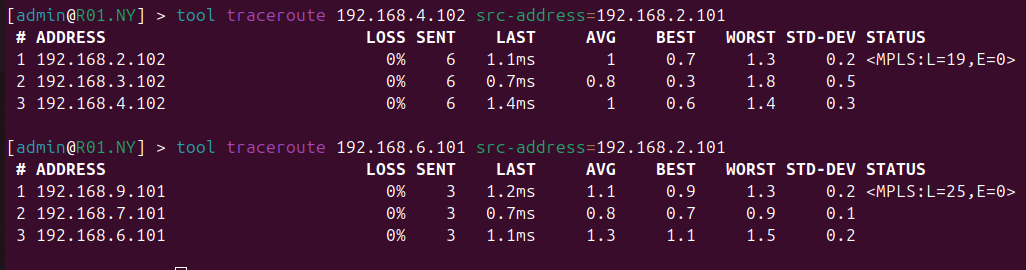 [admin@R01.NY] > tool traceroute 192.168.4.102 src-address=192.168.2.101
# ADDRESS LOSS SENT LAST AVG BEST WORST STD-DEV STATUS
1 192.168.2.102 0% 6 1.1ms 1 0.7 1.3 0.2 <MPLS:L=19,E=0>
2 192.168.3.102 0% 6 0.7ms 0.8 0.3 1.8 0.5
3 192.168.4.102 0% 6 1.4ms 1 0.6 1.4 0.3
[admin@R01.NY] > tool traceroute 192.168.6.101 src-address=192.168.2.101
# ADDRESS LOSS SENT LAST AVG BEST WORST STD-DEV STATUS
1 192.168.9.101 0% 3 1.2ms 1.1 0.9 1.3 0.2 <MPLS:L=25,E=0>
2 192.168.7.101 0% 3 0.7ms 0.8 0.7 0.9 0.1
3 192.168.6.101 0% 3 1.1ms 1.3 1.1 1.5 0.2